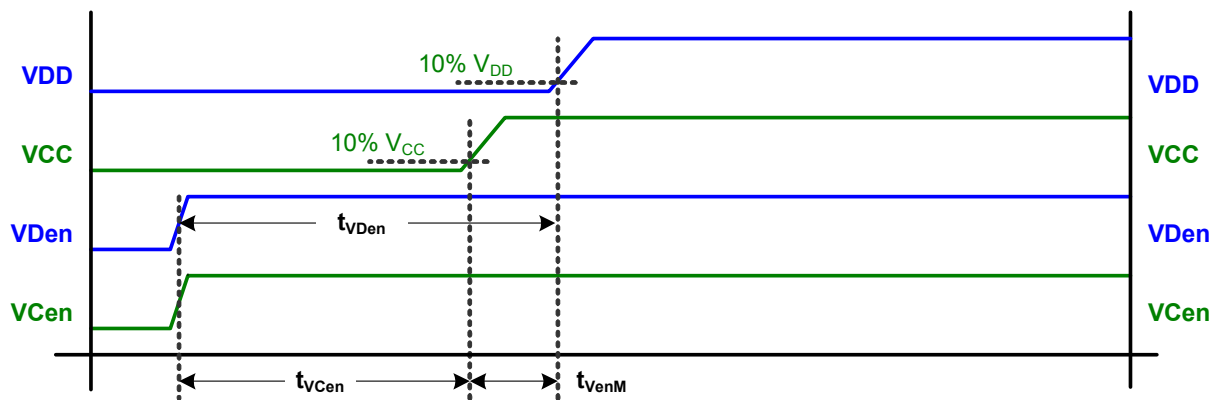 10% VDD
VDD
VDD
10% VCC
VCC
VCC
tVDen
VDen
VDen
VCen
VCen
tVCen
tVenM